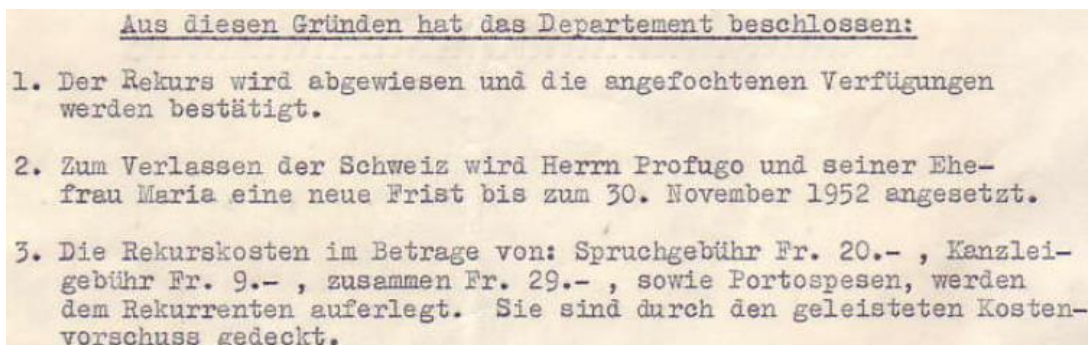 Aus diesen Gründen hat das Departement beschlossen:
1. Der Rekurs wird abgewiesen und die angefochtenen Verfügungen
werden bestätigt.
2. Zum Verlassen der Schweiz wird Herrn Profugo und seiner Ehe-
frau Maria eine neue Frist bis zum 30. November 1952 angesetzt.
3. Die Rekurskosten im Betrage von: Spruchgebühr Fr. 20.- , Kanzlei-
gebühr Fr. 9.- , zusammen Fr. 29.- , sowie Portospesen, werden
dem Rekurrenten auferlegt. Sie sind durch den geleisteten Kosten-
vorschuss gedeckt.